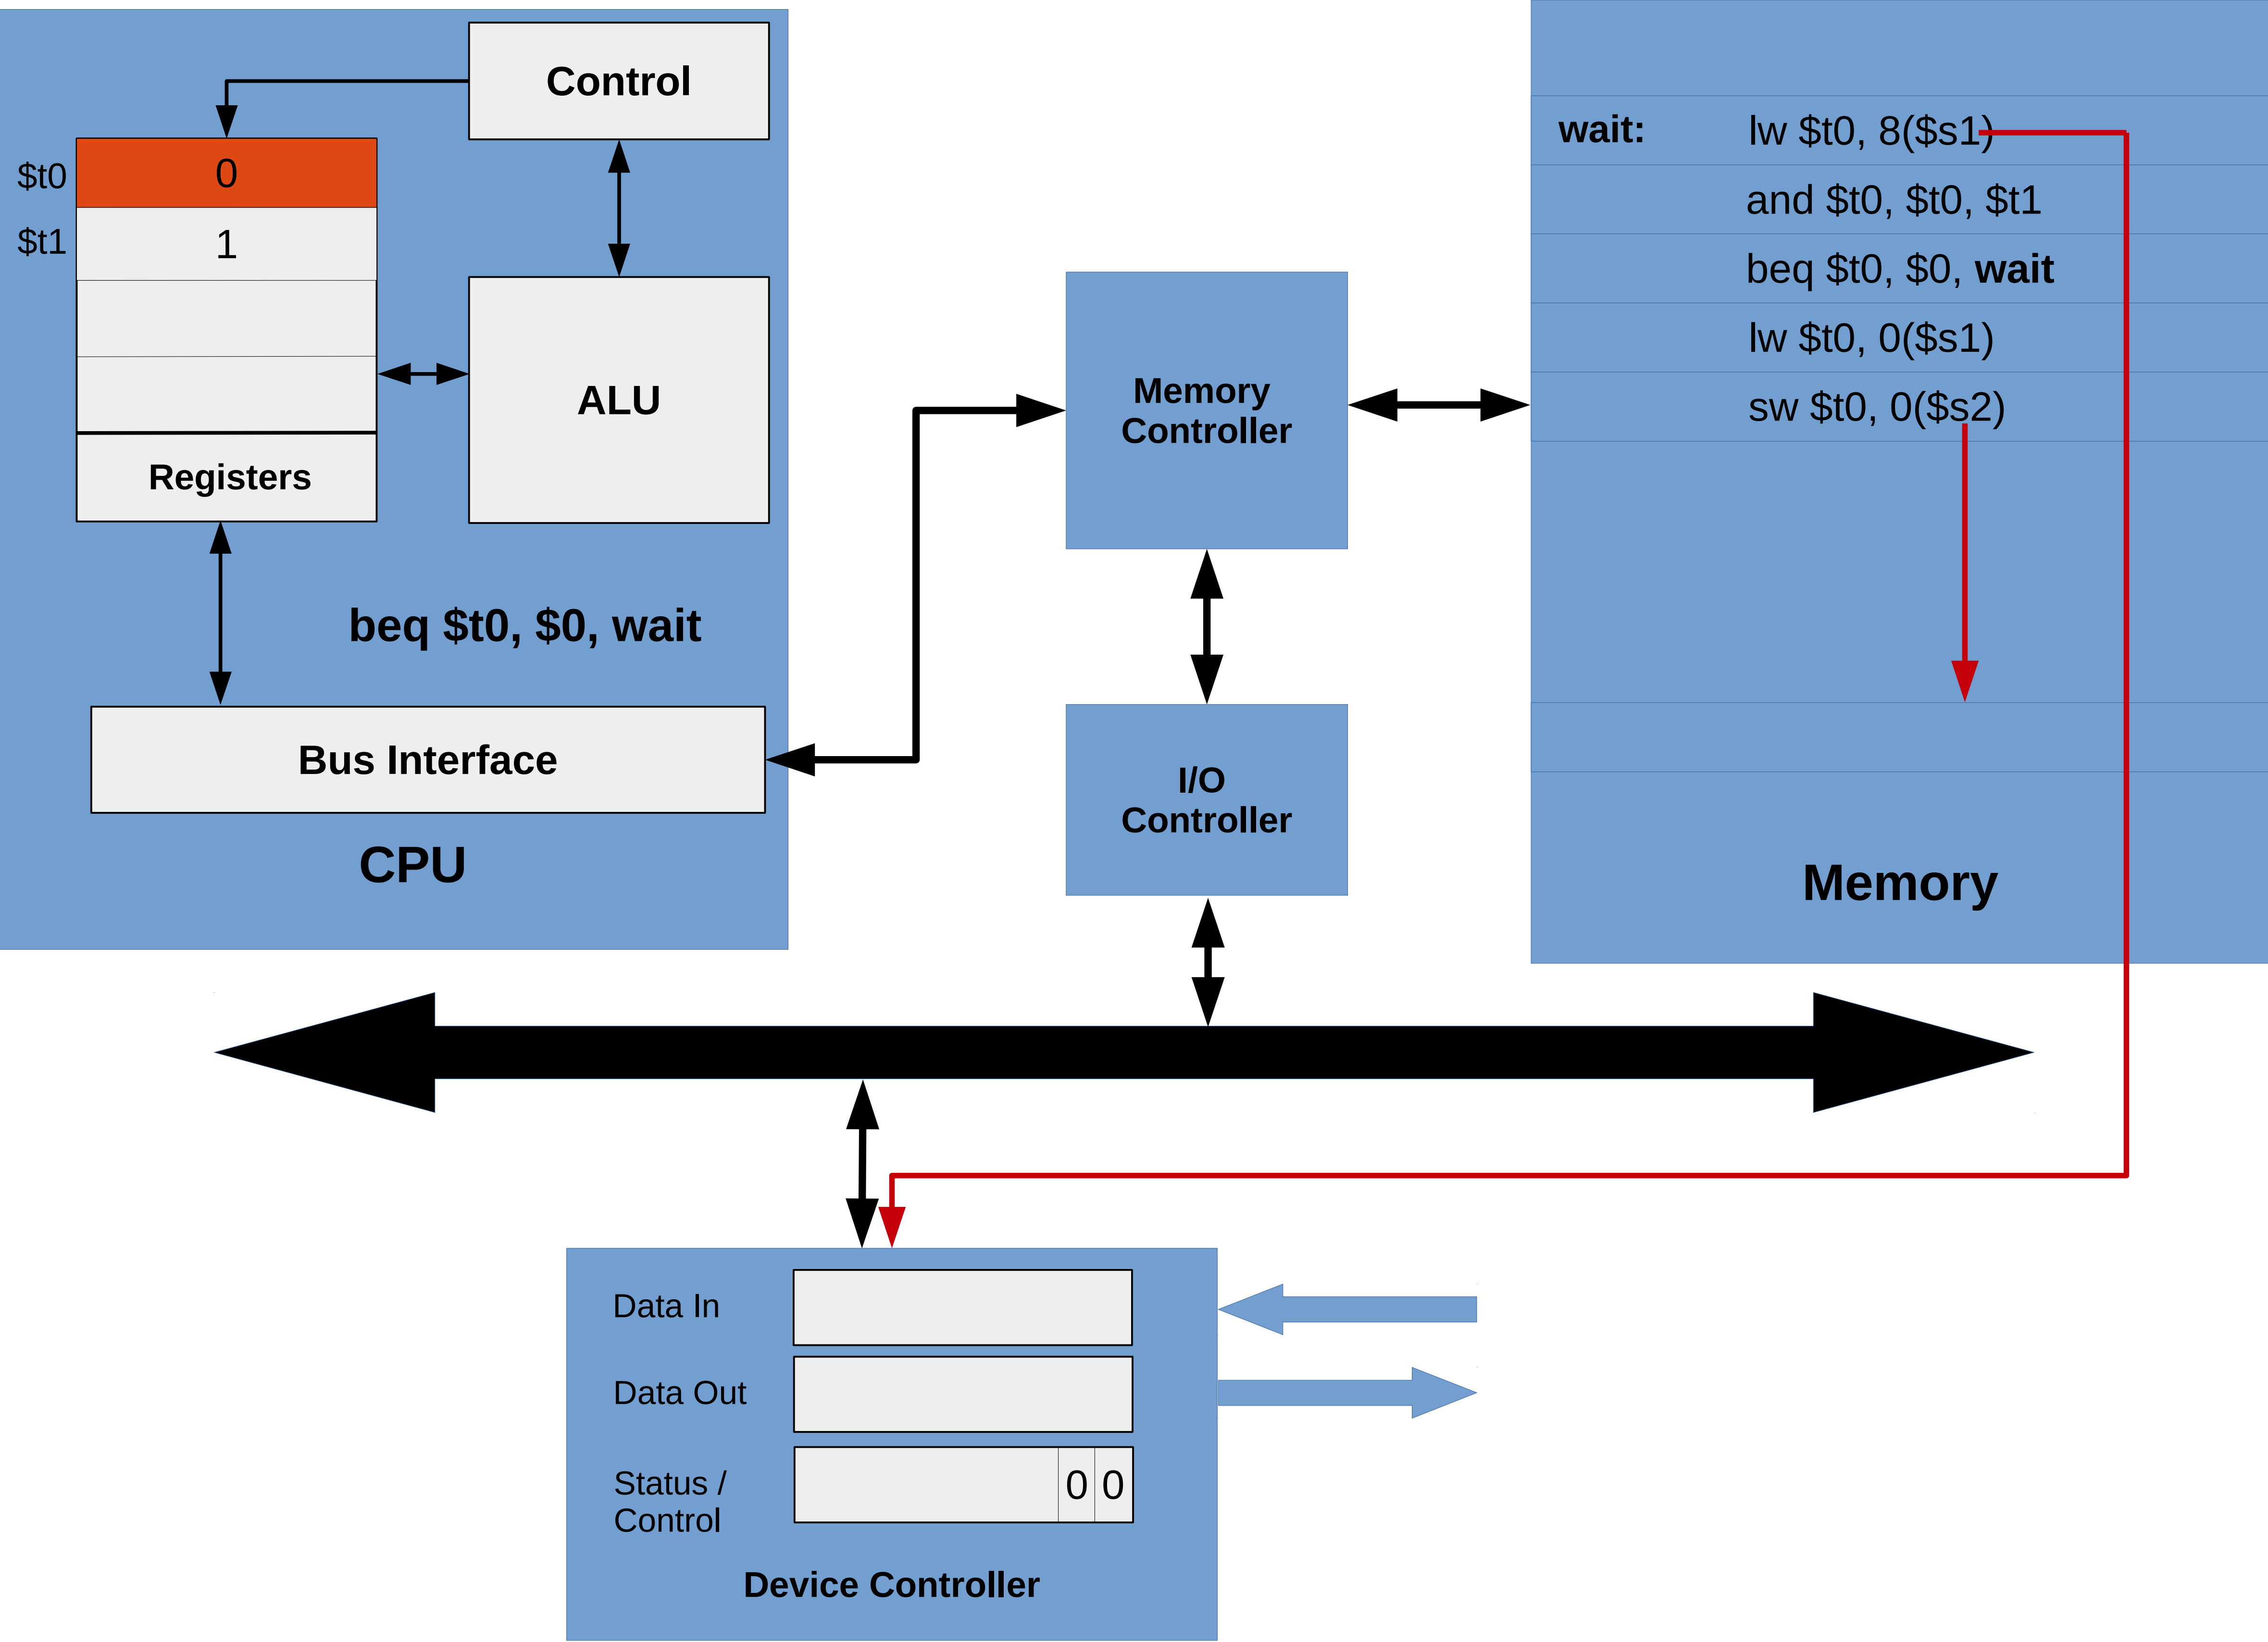 Control
$t0
0
$t1
1
ALU
Registers
beq $t0, $0, wait
Bus Interface
CPU
Memory
Controller
I/O
Controller
wait: lw $t0, 8($s1)
and $t0, $t0, $t1
beq $t0, $0, wait
lw $t0, 0($s1)
sw $t0, 0($s2)
Memory
Data In
Data Out
Status /
Control
0 0
Device Controller